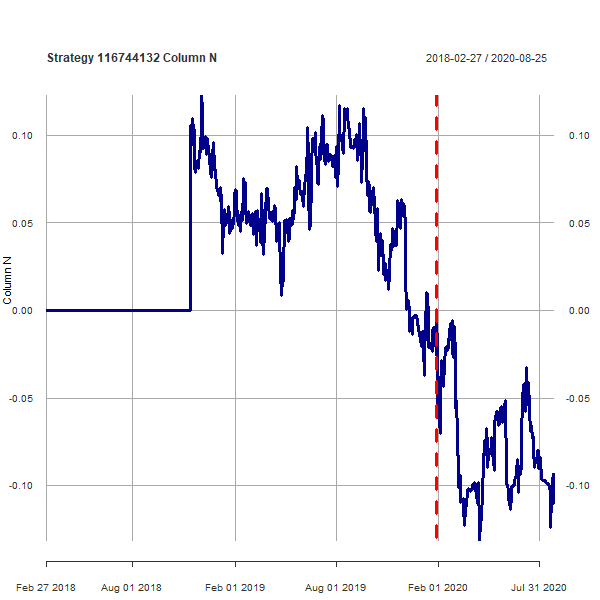 Strategy 116744132 Column N
2018-02-27 / 2020-08-25
Column N
0.10
0.05
0.00
-0.05
-0.10
0.10
0.05
0.00
-0.05
-0.10
Feb 27 2018
Aug 01 2018
Feb 01 2019
Aug 01 2019
Feb 01 2020
Jul 31 2020